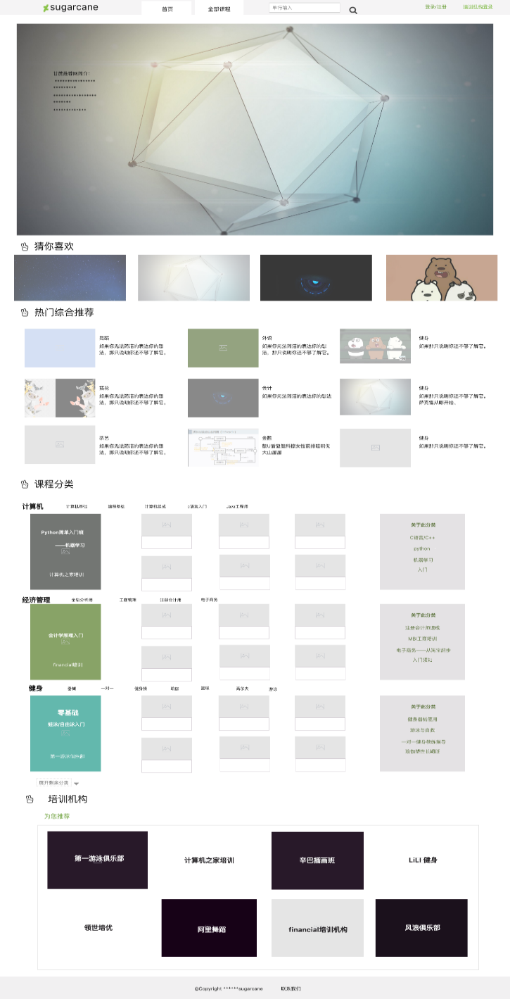 sugarcane
首页
全部课程
单行输入
登录/注册
培训机构登录
甘蔗推荐网简介：
****************
*********
*****************
*******
*************
猜你喜欢
热门综合推荐
舞蹈
如果你无法简洁的表达你的想
法，那只说明你还不够了解它。
外语
如果你无法简洁的表达你的想
法，那只说明你还不够了解它。
健身
如果那只说明你还不够了解它。
插花
如果你无法简洁的表达你的想
法，那只说明你还不够了解它。
会计
如果你无法简洁的表达你的想法
健身
如果那只说明你还不够了解它。
茶艺
如果你无法简洁的表达你的想
法，那只说明你还不够了解它。
金融
大山
健身
如果那只说明你还不够了解它。
课程分类
计算机
计算机基础
编程基础
计算机组成
c语言入门
Java工程师
Python简单入门班
——机器学习
计算机之家培训
关于此分类
C语言/C++
python
机器学习
入门
经济管理
金融分析师
工商管理
注册会计师
电子商务
会计学原理入门
financial培训
关于此分类
注册会计师速成
MBI工商培训
电子商务——从淘宝起步
入门须知
健身
器械
一对一
健身操
瑜伽
篮球
高尔夫
游泳
零基础
蛙泳/自由泳入门
第一游泳俱乐部
关于此分类
健身器械使用
游泳与自救
一对一健身教练指导
瑜伽塑性长期班
展开剩余分类
培训机构
为您推荐
第一游泳俱乐部
计算机之家培训
辛巴插画班
LiLI 健身
领世培优
阿里舞蹈
financial培训机构
风浪俱乐部
@Copyright ******sugarcane
联系我们